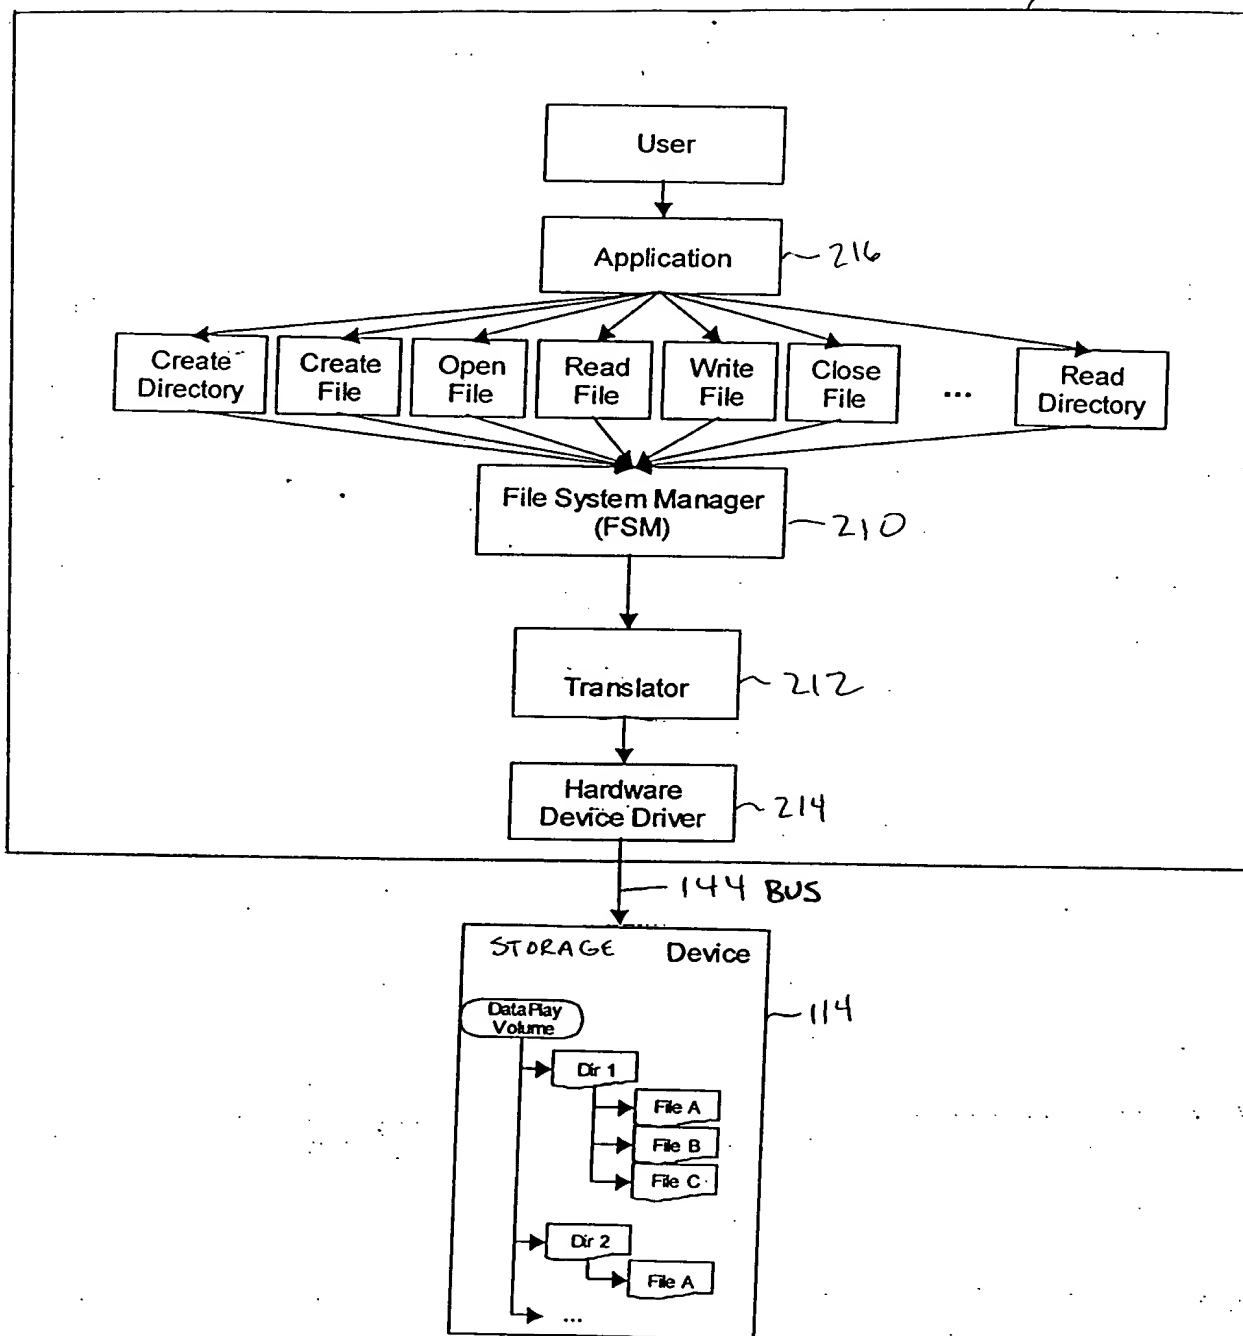 User
Application
216
Create
Directory
Create
File
Open
File
Read
File
Write
File
Close
File
...
Read
Directory
File System Manager
(FSM)
210
Translator
212
Hardware
Device Driver
214
144 BUS
STORAGE Device
114
DataPlay
Volume
Dir 1
File A
File B
File C
Dir 2
File A
...